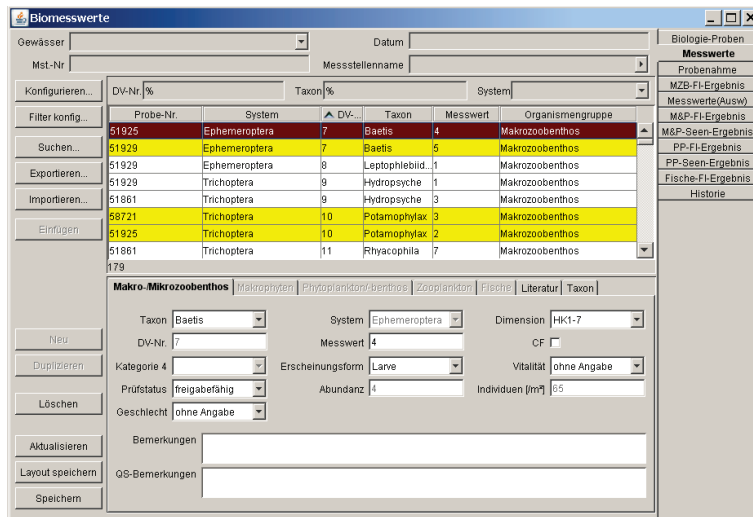 Biomesswerte
Gewässer Datum
Mst.-Nr Messstellenname
Konfigurieren...
Filter konfig...
Suchen...
Exportieren...
Importieren...
Einfügen
Neu
Duplizieren
Löschen
Aktualisieren
Layout speichern
Speichern
DV-Nr. % Taxon % System
Probe-Nr. System DV-... Taxon Messwert Organismengruppe
51925 Ephemeroptera 7 Baetis 4 Makrozoobenthos
51929 Ephemeroptera 7 Baetis 5 Makrozoobenthos
51929 Ephemeroptera 8 Leptophlebiid... 1 Makrozoobenthos
51929 Trichoptera 9 Hydropsyche 1 Makrozoobenthos
51861 Trichoptera 9 Hydropsyche 3 Makrozoobenthos
58721 Trichoptera 10 Potamophylax 3 Makrozoobenthos
51925 Trichoptera 10 Potamophylax 2 Makrozoobenthos
51861 Trichoptera 11 Rhyacophila 7 Makrozoobenthos
179
Makro-/Mikrozoobenthos Makrophyten Phytoplankton/-benthos Zooplankton Fische Literatur Taxon
Taxon Baetis System Ephemeroptera Dimension HK1-7
DV-Nr. 7 Messwert 4 CF
Kategorie 4 Erscheinungsform Larve Vitalität ohne Angabe
Prüfstatus freigabefähig Abundanz 4 Individuen [/m²] 65
Geschlecht ohne Angabe
Bemerkungen
QS-Bemerkungen
Biologie-Proben
Messwerte
Probenahme
MZB-Fl-Ergebnis
Messwerte(Ausw)
M&P-Fl-Ergebnis
M&P-Seen-Ergebnis
PP-Fl-Ergebnis
PP-Seen-Ergebnis
Fische-Fl-Ergebnis
Historie